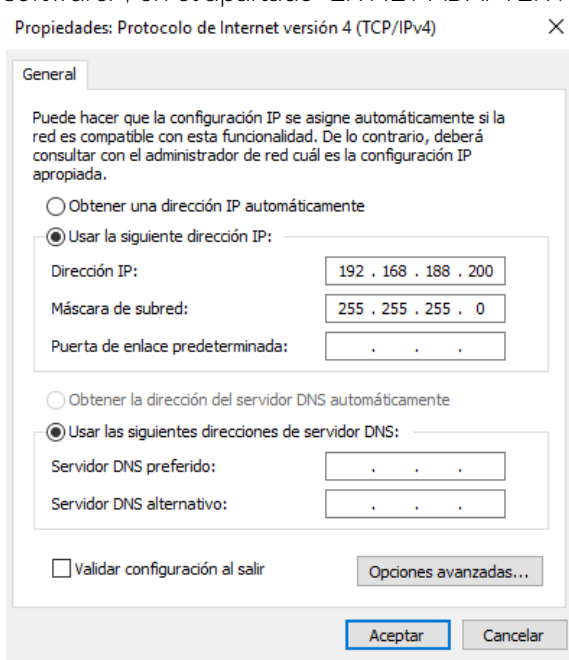 Propiedades: Protocolo de Internet versión 4 (TCP/IPv4)
General
Puede hacer que la configuración IP se asigne automáticamente si la
red es compatible con esta funcionalidad. De lo contrario, deberá
consultar con el administrador de red cuál es la configuración IP
apropiada.
Obtener una dirección IP automáticamente
Usar la siguiente dirección IP:
Dirección IP: 192 . 168 . 188 . 200
Máscara de subred: 255 . 255 . 255 . 0
Puerta de enlace predeterminada: . . .
Obtener la dirección del servidor DNS automáticamente
Usar las siguientes direcciones de servidor DNS:
Servidor DNS preferido: . . .
Servidor DNS alternativo: . . .
Validar configuración al salir
Opciones avanzadas...
Aceptar Cancelar